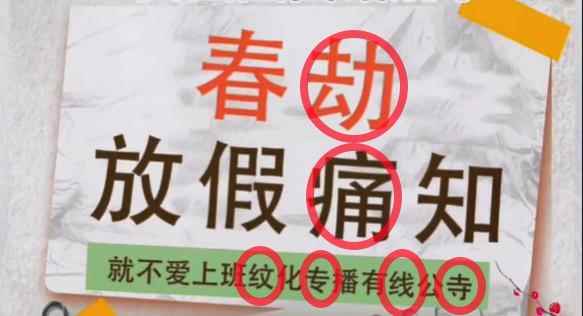 春劫
放假痛知
就不爱上班纹化专播有线公寺